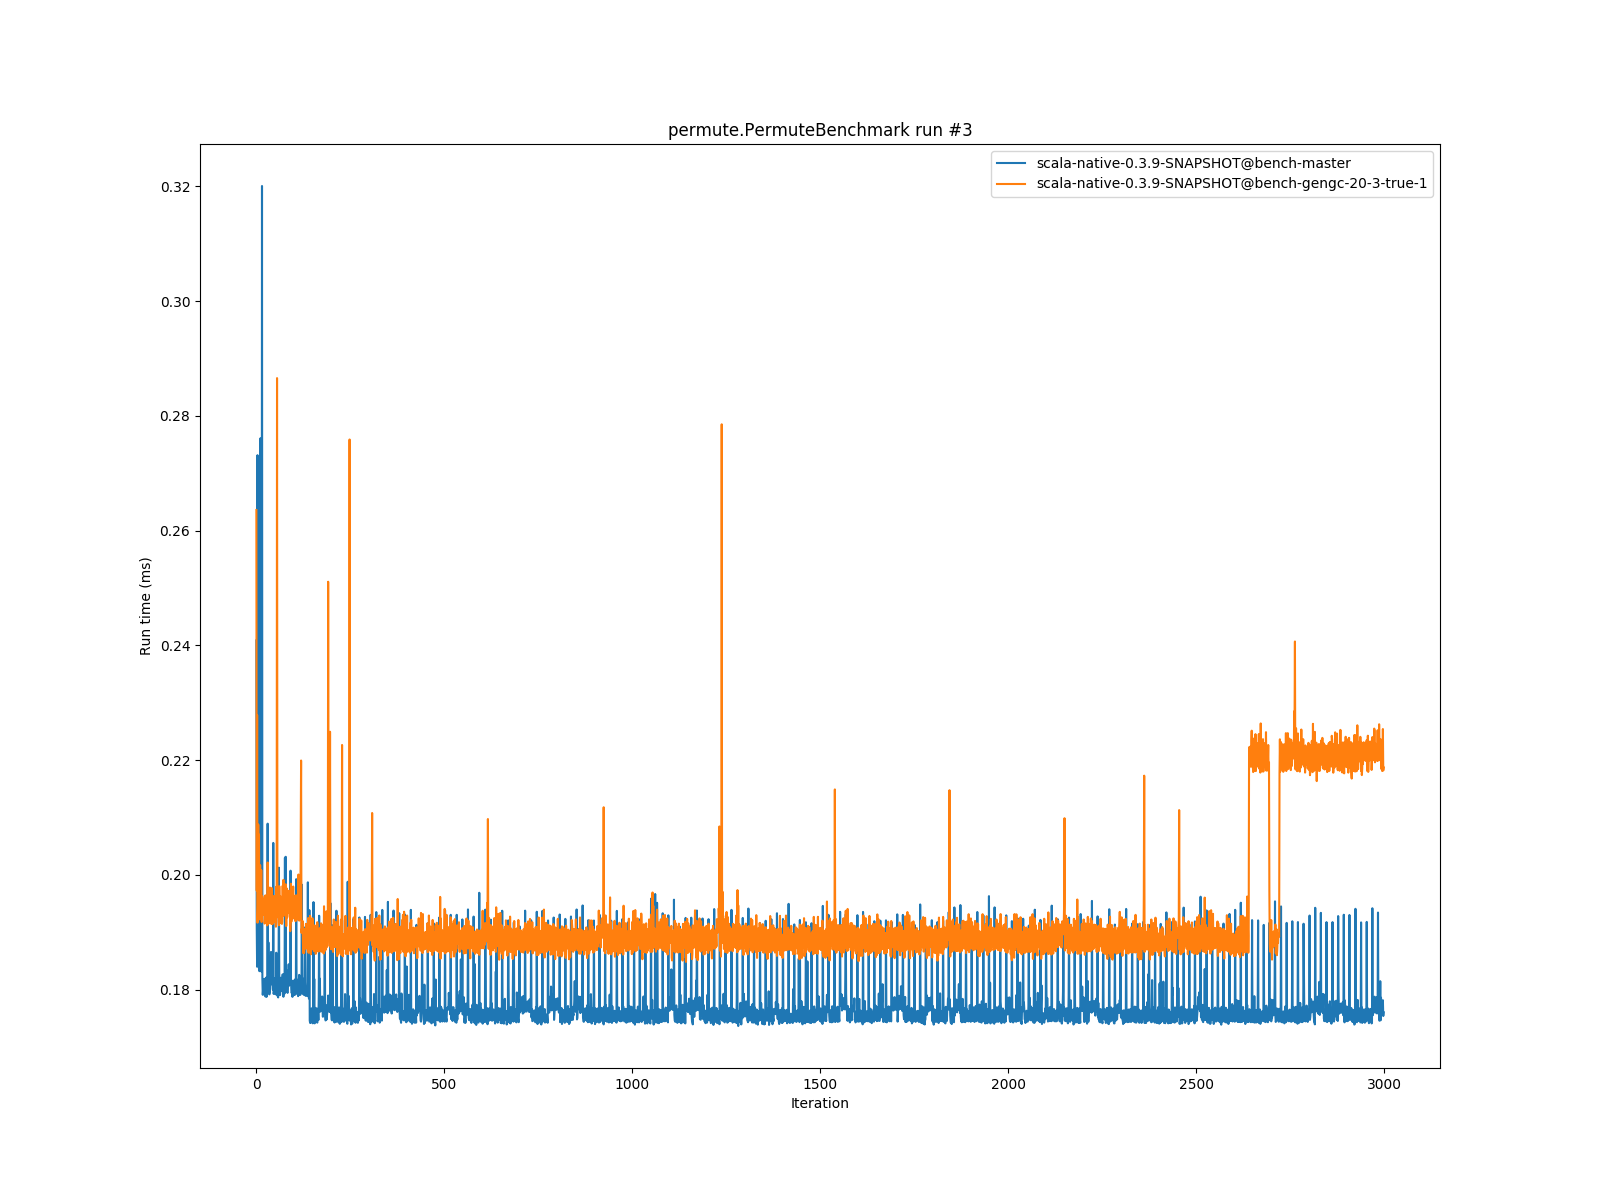 permute.PermuteBenchmark run #3
scala-native-0.3.9-SNAPSHOT@bench-master
scala-native-0.3.9-SNAPSHOT@bench-gengc-20-3-true-1
0.32
0.30
0.28
0.26
0.24
0.22
0.20
0.18
Run time (ms)
0 500 1000 1500 2000 2500 3000
Iteration